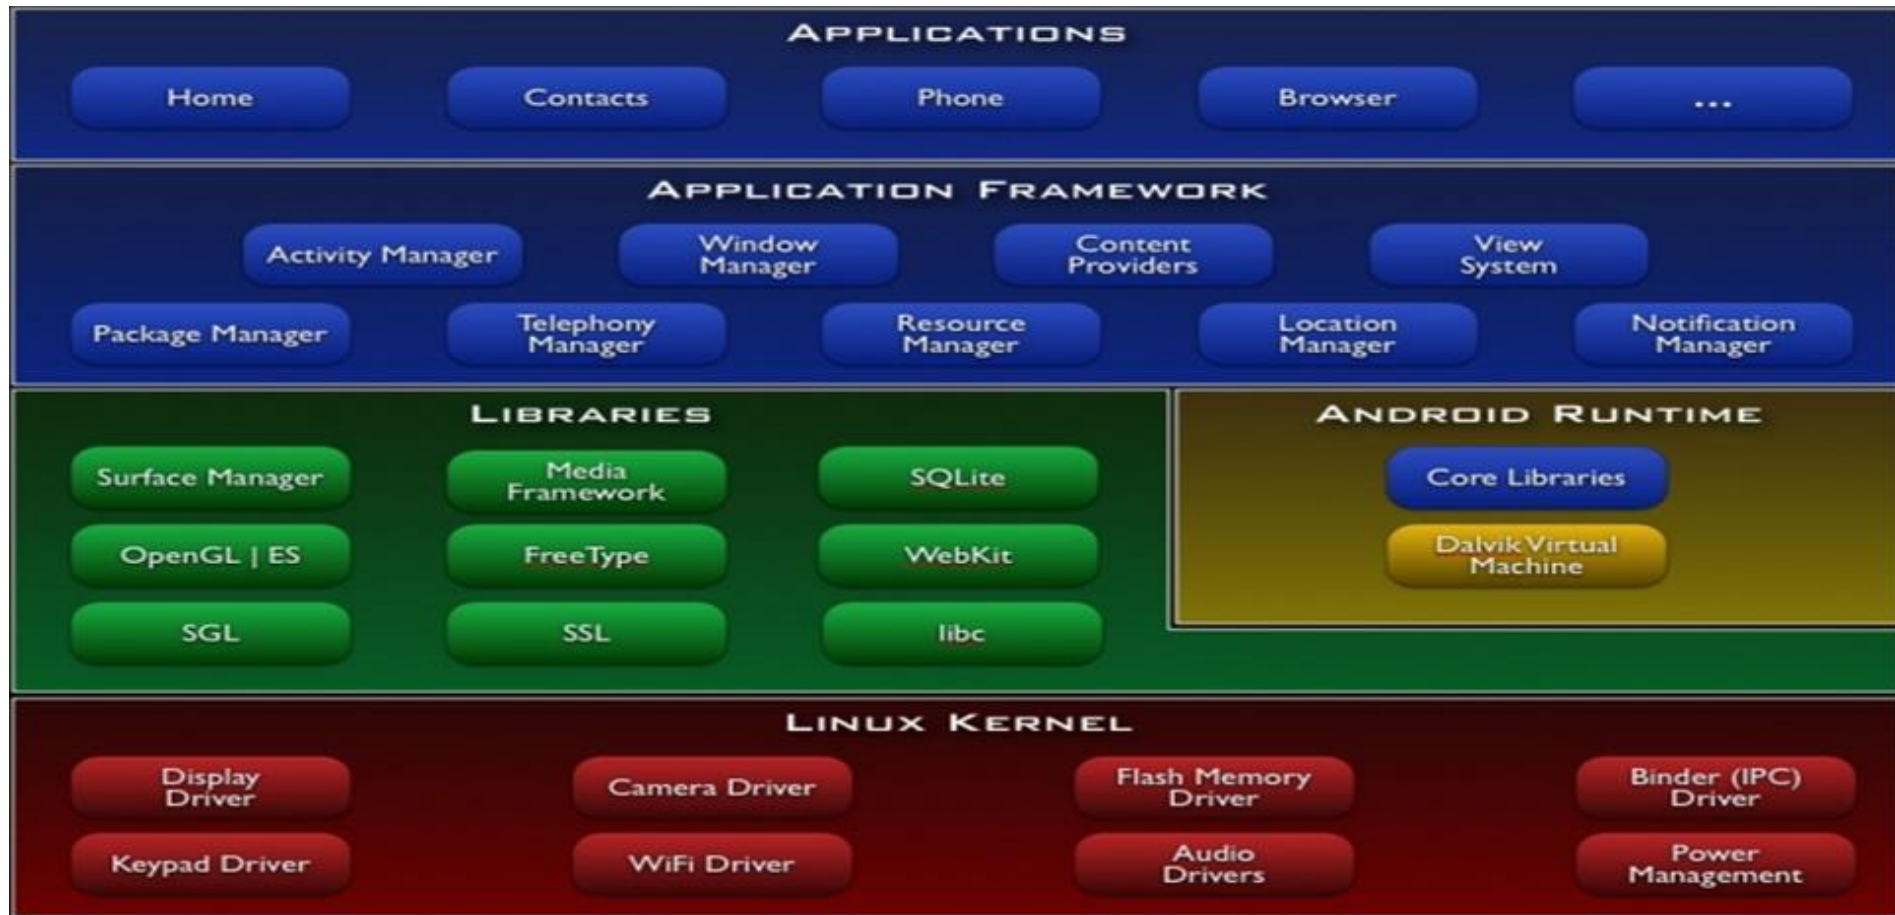 APPLICATIONS
Home
Contacts
Phone
Browser
...
APPLICATION FRAMEWORK
Activity Manager
Window
Manager
Content
Providers
View
System
Package Manager
Telephony
Manager
Resource
Manager
Location
Manager
Notification
Manager
LIBRARIES
Surface Manager
Media
Framework
SQLite
OpenGL | ES
FreeType
WebKit
SGL
SSL
libc
ANDROID RUNTIME
Core Libraries
Dalvik Virtual
Machine
LINUX KERNEL
Display
Driver
Camera Driver
Flash Memory
Driver
Binder (IPC)
Driver
Keypad Driver
WiFi Driver
Audio
Drivers
Power
Management